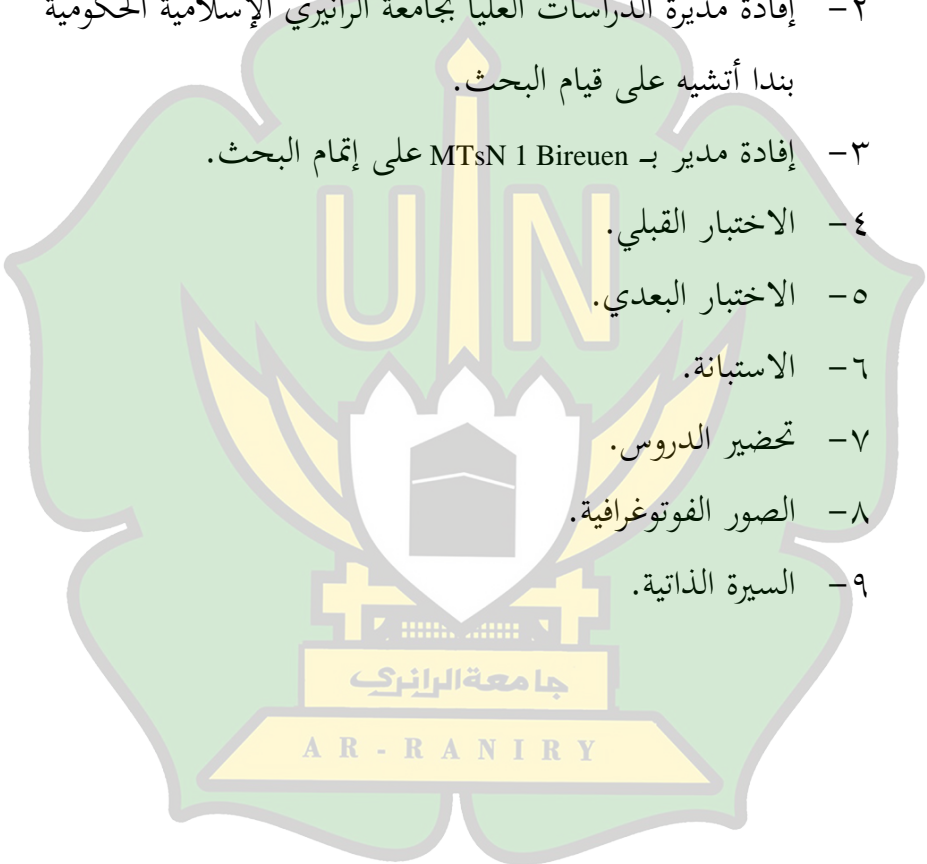 ٢- إفادة مديرة الدراسات العليا بجامعة الرانيري الإسلامية الحكومية
بندا أتشيه على قيام البحث.
٣- إفادة مدير بـ MTsN 1 Bireuen على إتمام البحث.
٤- الاختبار القبلي.
٥- الاختبار البعدي.
٦- الاستبانة.
٧- تحضير الدروس.
٨- الصور الفوتوغرافية.
٩- السيرة الذاتية.
UIN
جامعة الرانري
AR-RANIRY